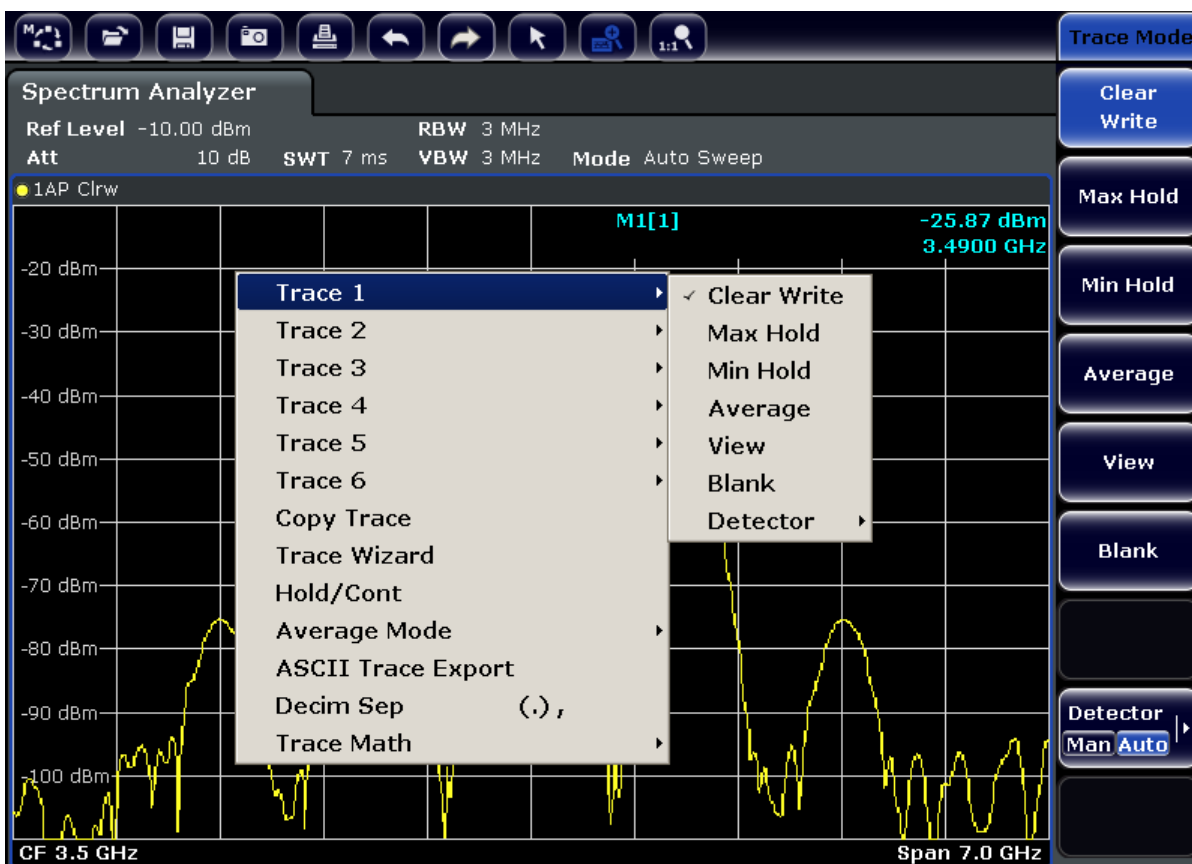 M
1:1
Trace Mode
Spectrum Analyzer
Ref Level -10.00 dBm RBW 3 MHz
Att 10 dB SWT 7 ms VBW 3 MHz Mode Auto Sweep
1AP Clrw
M1[1] -25.87 dBm
3.4900 GHz
-20 dBm
-30 dBm
-40 dBm
-50 dBm
-60 dBm
-70 dBm
-80 dBm
-90 dBm
-100 dBm
Trace 1
Trace 2
Trace 3
Trace 4
Trace 5
Trace 6
Copy Trace
Trace Wizard
Hold/Cont
Average Mode
ASCII Trace Export
Decim Sep (.) ,
Trace Math
Clear Write
Max Hold
Min Hold
Average
View
Blank
Detector
CF 3.5 GHz Span 7.0 GHz
Clear
Write
Max Hold
Min Hold
Average
View
Blank
Detector
Man Auto